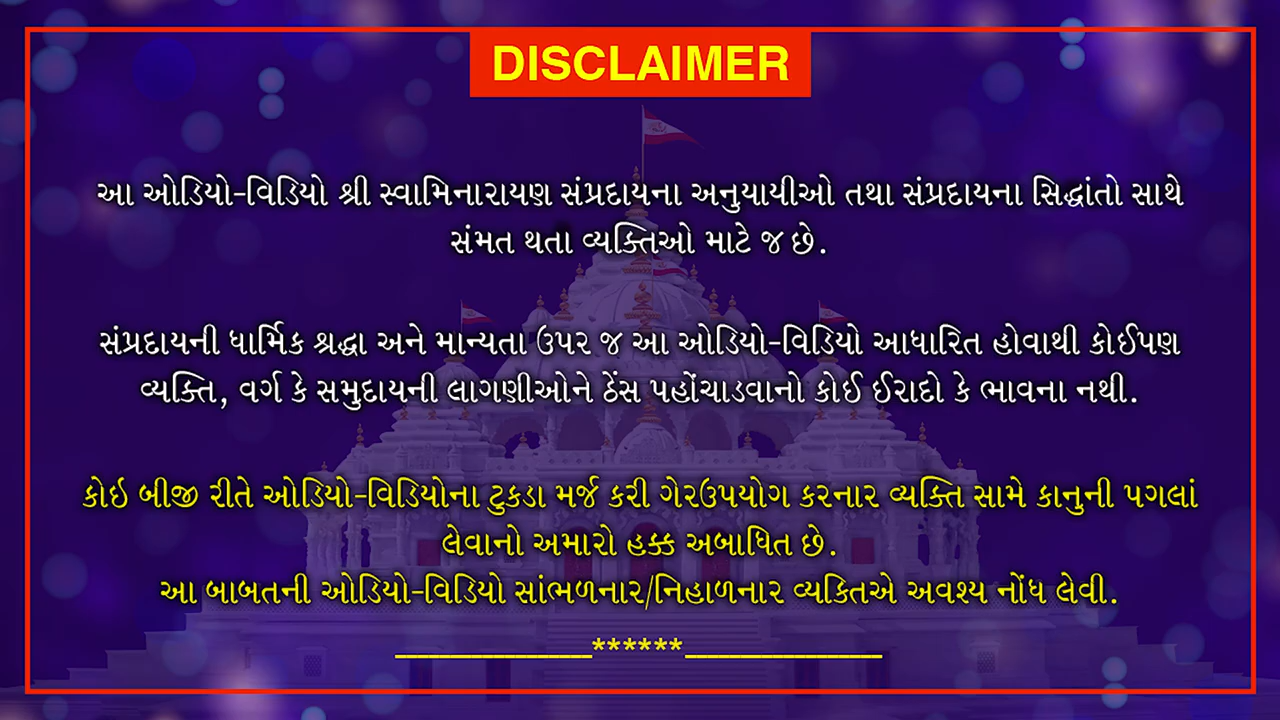 DISCLAIMER
આ ઓડિયો-વિડિયો શ્રી સ્વામિનારાયણ સંપ્રદાયના અનુયાયીઓ તથા સંપ્રદાયના સિદ્ધાંતો સાથે
સંમત થતા વ્યક્તિઓ માટે જ છે.
સંપ્રદાયની ધાર્મિક શ્રદ્ધા અને માન્યતા ઉપર જ આ ઓડિયો-વિડિયો આધારિત હોવાથી કોઈપણ
વ્યક્તિ, વર્ગ કે સમુદાયની લાગણીઓને ઠેંસ પહોંચાડવાનો કોઈ ઈરાદો કે ભાવના નથી.
કોઇ બીજી રીતે ઓડિયો-વિડિયોના ટુકડા મર્જ કરી ગેરઉપયોગ કરનાર વ્યક્તિ સામે કાનુની પગલાં
લેવાનો અમારો હક્ક અબાધિત છે.
આ બાબતની ઓડિયો-વિડિયો સાંભળનાર/નિહાળનાર વ્યકિતએ અવશ્ય નોંધ લેવી.
______________******______________